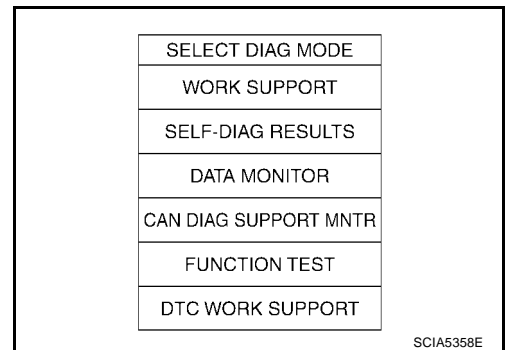 SELECT DIAG MODE
WORK SUPPORT
SELF-DIAG RESULTS
DATA MONITOR
CAN DIAG SUPPORT MNTR
FUNCTION TEST
DTC WORK SUPPORT
SCIA5358E